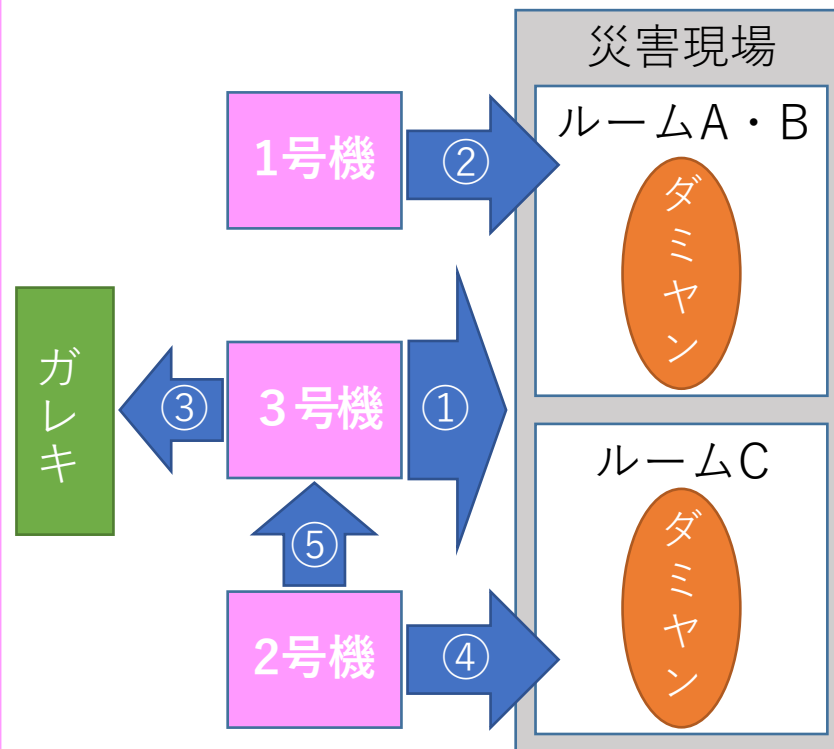 災害現場
ルームA・B
ダミヤン
1号機
②
ガレキ
③
３号機
①
⑤
2号機
④
ルームC
ダミヤン